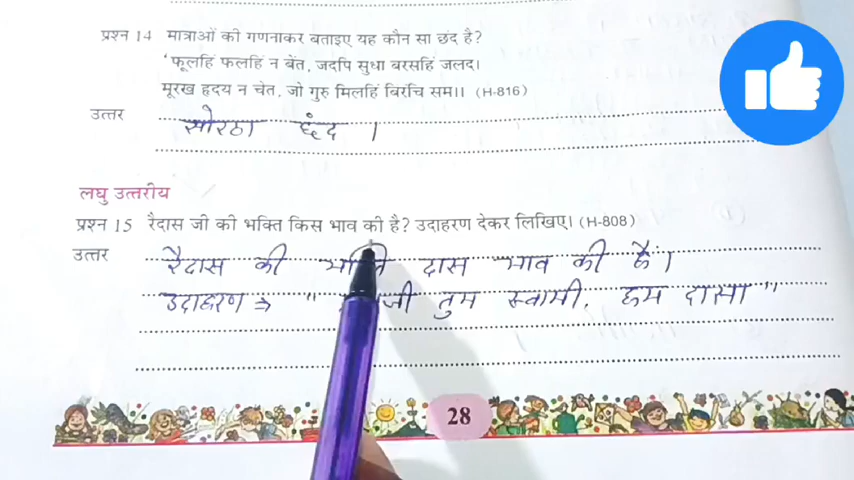 प्रश्न 14 मात्राओं की गणनाकर बताइए यह कौन सा छंद है?
'फूलहिं फलहिं न बेंत, जदपि सुधा बरसहिं जलद।
मूरख हृदय न चेत, जो गुरु मिलहिं विरंचि सम।। (H-816)
उत्तर सोरठा छंद ।
लघु उत्तरीय
प्रश्न 15 रैदास जी की भक्ति किस भाव की है? उदाहरण देकर लिखिए। (H-808)
उत्तर रैदास की दास भाव की है।
उदाहरण ⇒ " जी तुम स्वामी, हम दासा "
28